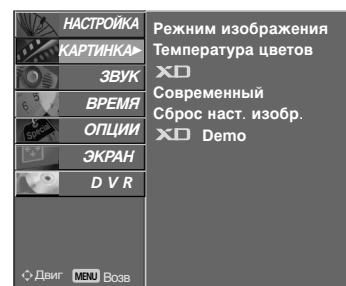 НАСТРОЙКА
КАРТИНКА►
ЗВУК
ВРЕМЯ
ОПЦИИ
ЭКРАН
D V R
Двиг MENU Возв
Режним изображения
Температура цветов
XD
Современный
Сброс наст. изобр.
XD Demo